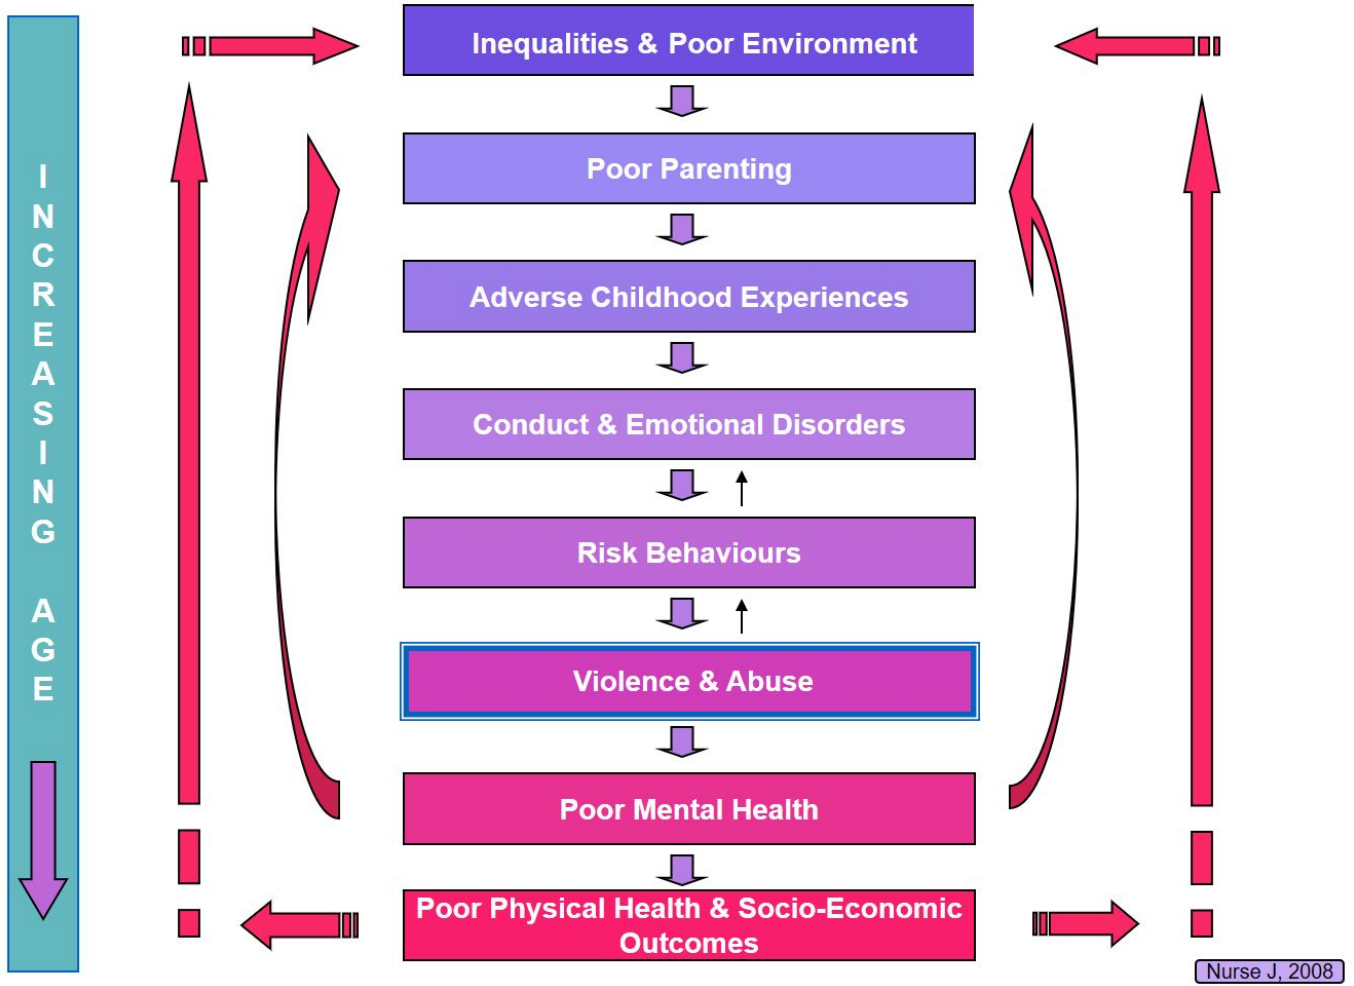 INCREASING AGE
Inequalities & Poor Environment
Poor Parenting
Adverse Childhood Experiences
Conduct & Emotional Disorders
Risk Behaviours
Violence & Abuse
Poor Mental Health
Poor Physical Health & Socio-Economic
Outcomes
Nurse J, 2008